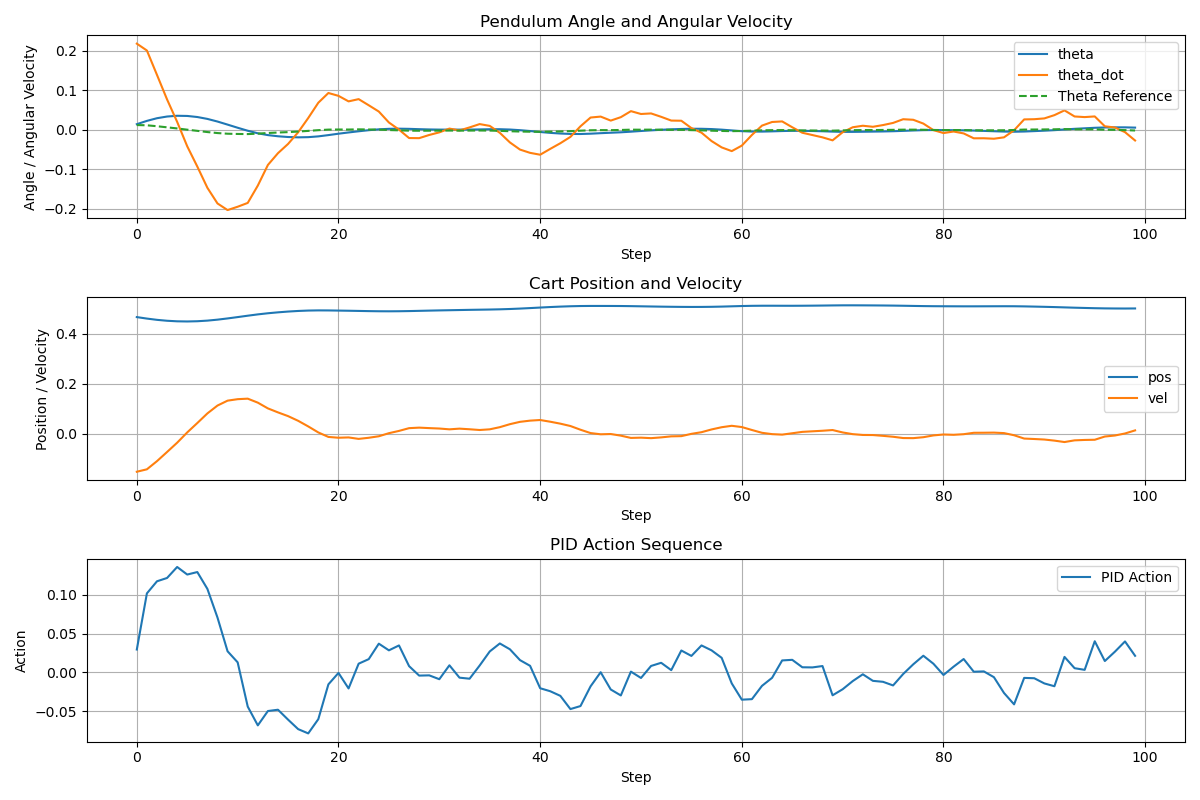 Pendulum Angle and Angular Velocity
Angle / Angular Velocity
0.2
0.1
0.0
−0.1
−0.2
theta
theta_dot
Theta Reference
0 20 40 60 80 100
Step
Cart Position and Velocity
Position / Velocity
0.4
0.2
0.0
pos
vel
0 20 40 60 80 100
Step
PID Action Sequence
Action
0.10
0.05
0.00
−0.05
PID Action
0 20 40 60 80 100
Step